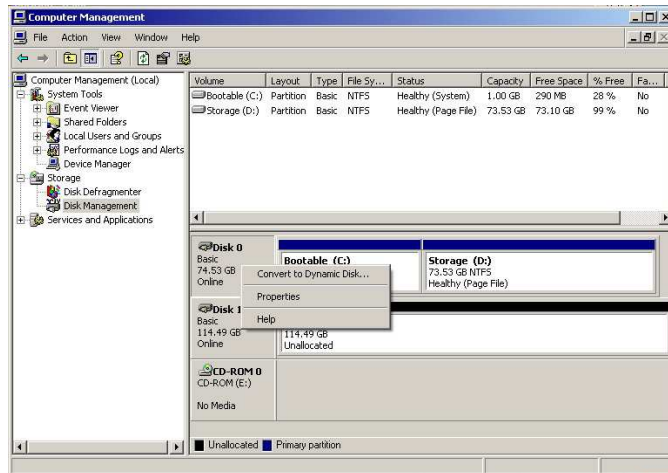 Computer Management
File Action View Window Help
Computer Management (Local)
System Tools
Event Viewer
Shared Folders
Local Users and Groups
Performance Logs and Alerts
Device Manager
Storage
Disk Defragmenter
Disk Management
Services and Applications
Volume Layout Type File Sy... Status Capacity Free Space % Free Fa...
Bootable (C:) Partition Basic NTFS Healthy (System) 1.00 GB 290 MB 28 % No
Storage (D:) Partition Basic NTFS Healthy (Page File) 73.53 GB 73.10 GB 99 % No
Disk 0
Basic
74.53 GB
Online
Bootable (C:)
Storage (D:)
73.53 GB NTFS
Healthy (Page File)
Convert to Dynamic Disk...
Properties
Help
Disk 1
Basic
114.49 GB
Online
114.49 GB
Unallocated
CD-ROM 0
CD-ROM (E:)
No Media
Unallocated Primary partition